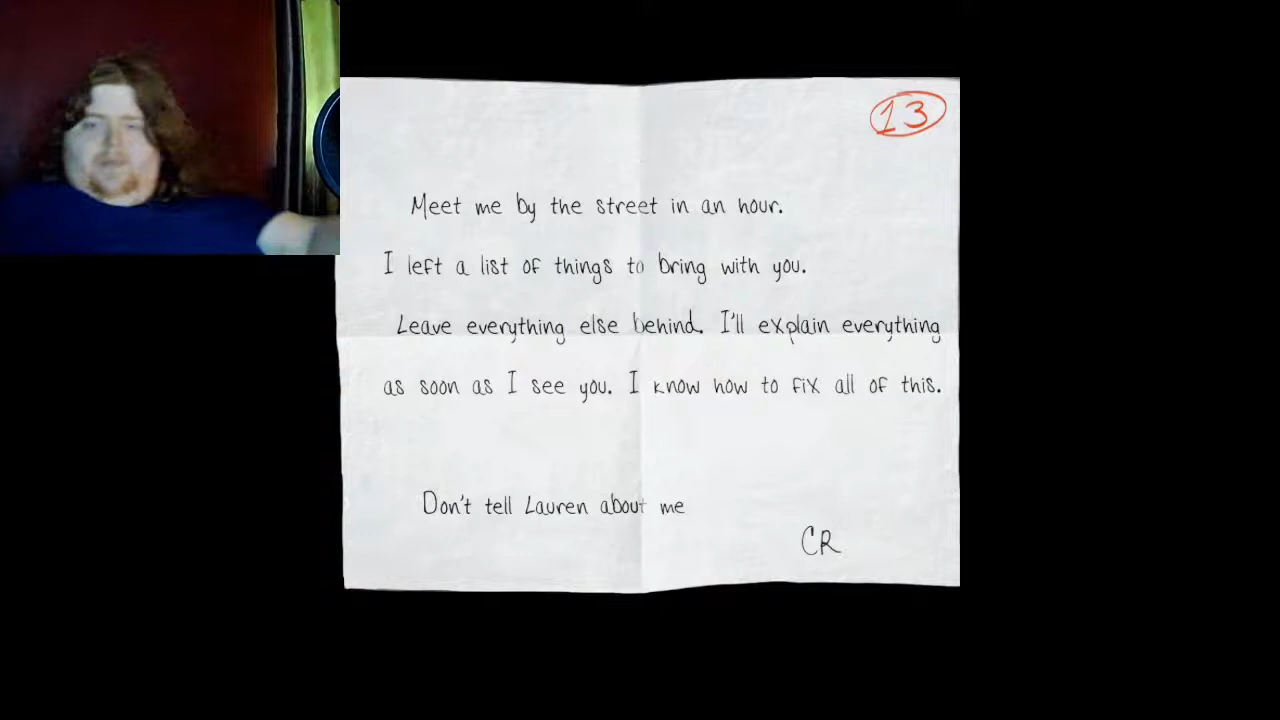 13
Meet me by the street in an hour.
I left a list of things to bring with you.
Leave everything else behind. I'll explain everything
as soon as I see you. I know how to fix all of this.
Don't tell Lauren about me
CR